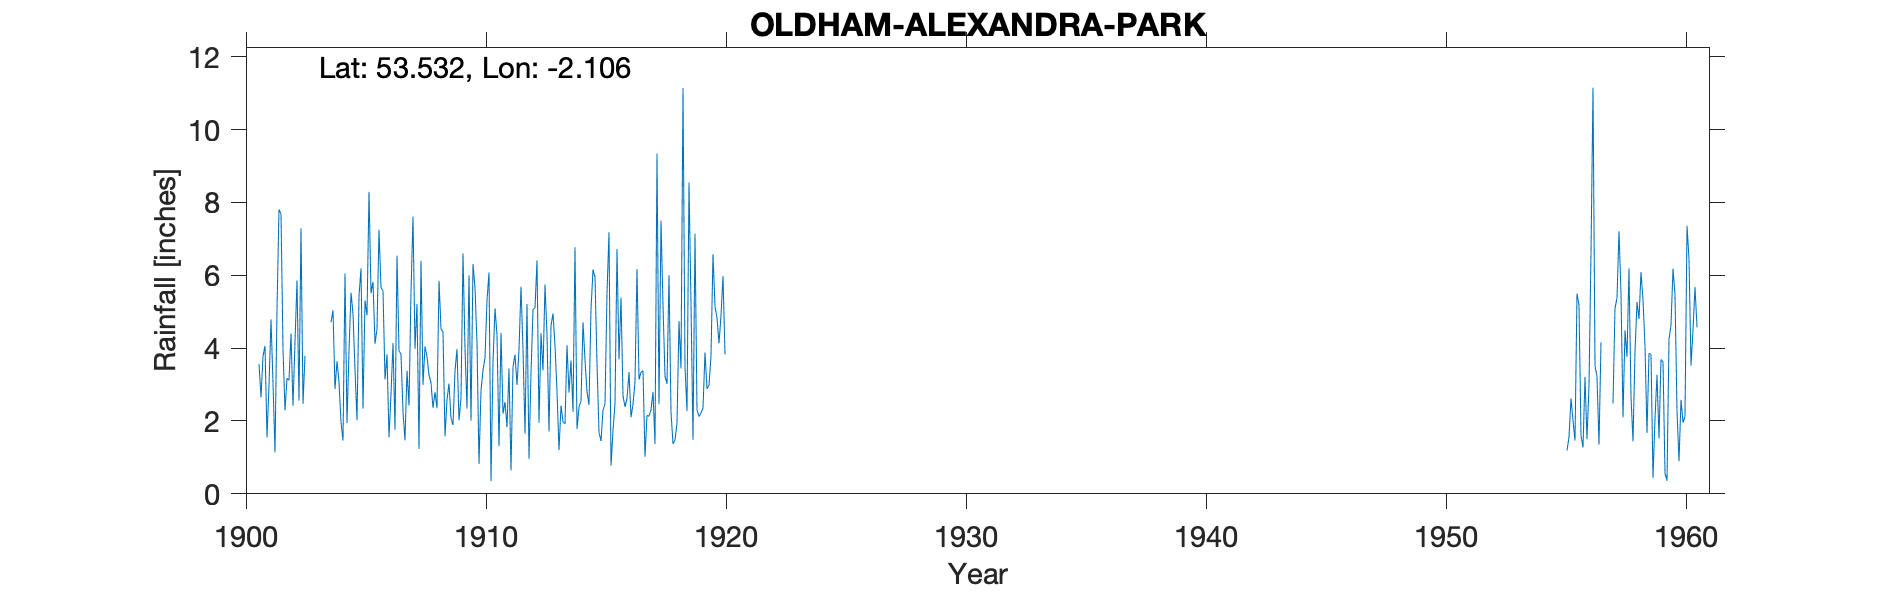 OLDHAM-ALEXANDRA-PARK
Lat: 53.532, Lon: -2.106
12
10
8
6
4
2
0
Rainfall [inches]
1900 1910 1920 1930 1940 1950 1960
Year